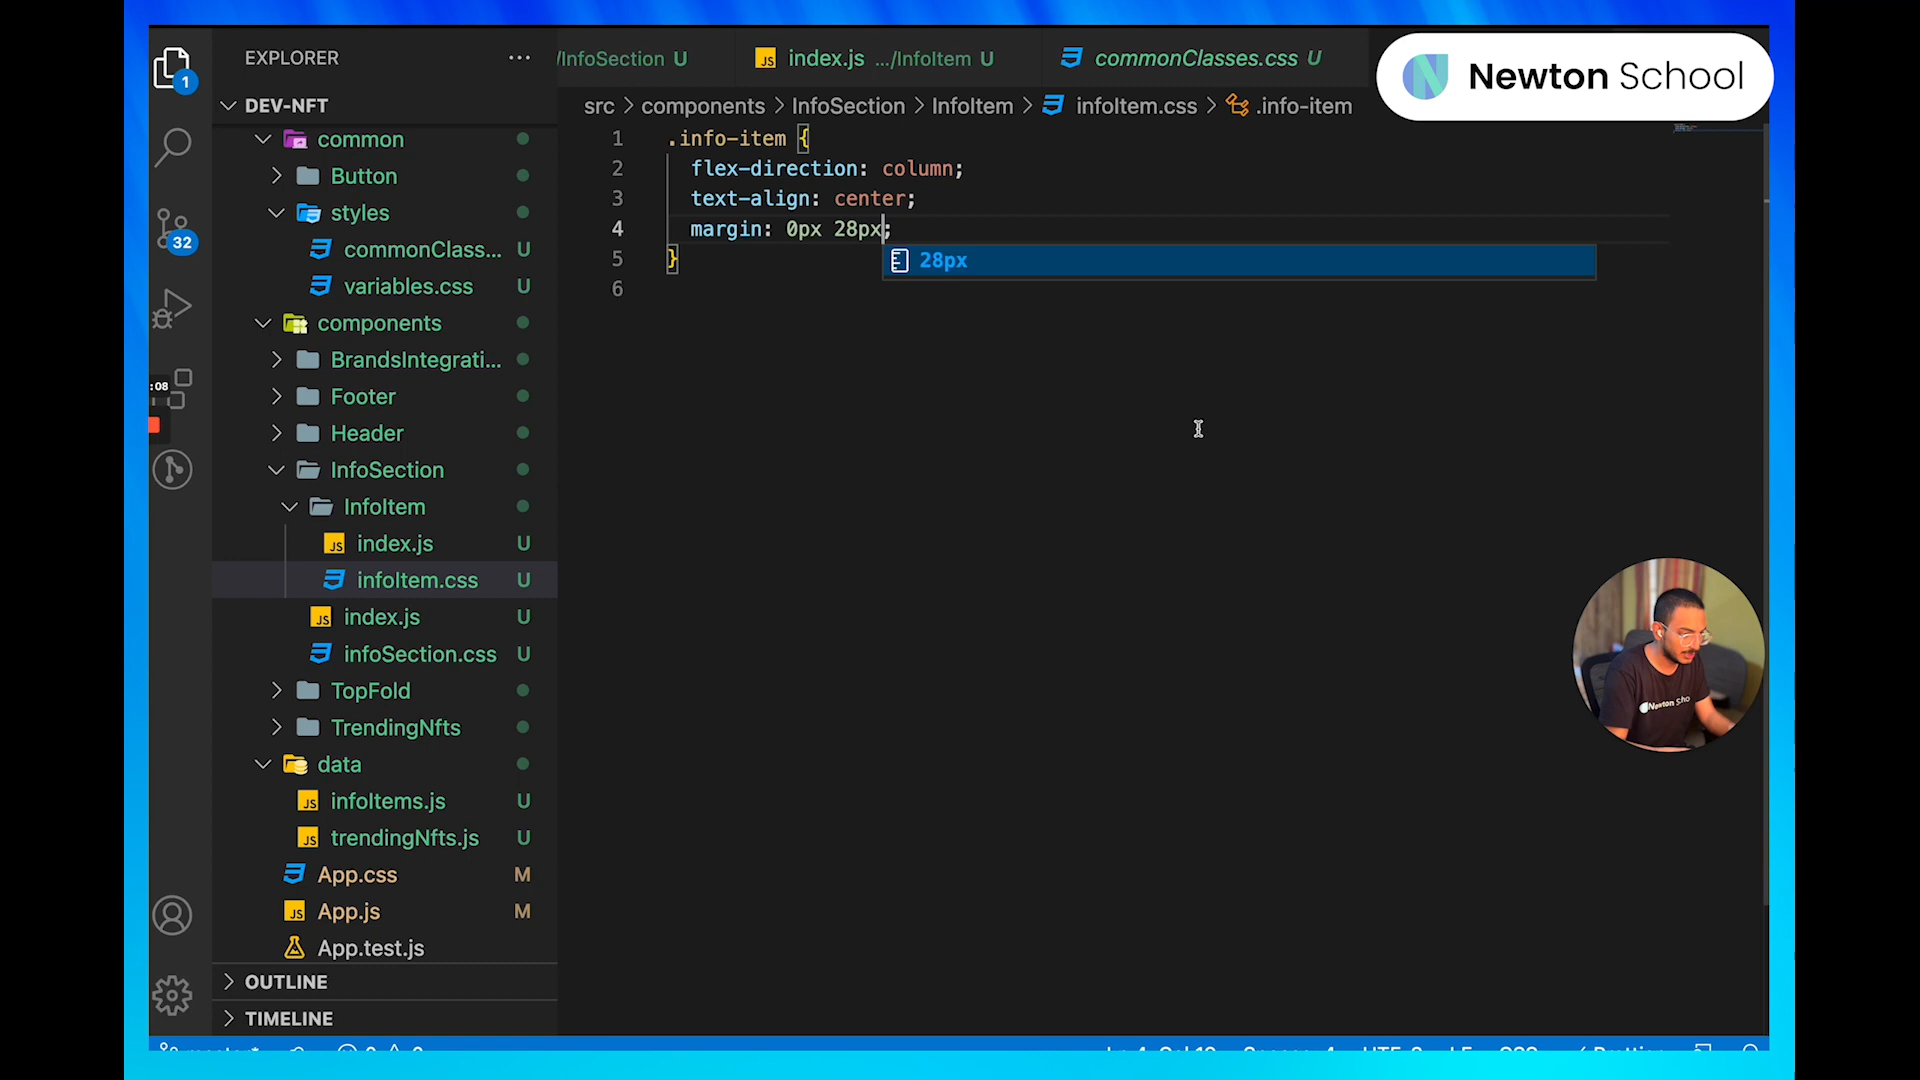 EXPLORER
/InfoSection U
index.js .../InfoItem U
commonClasses.css U
Newton School
1
DEV-NFT
src > components > InfoSection > InfoItem > infoItem.css > .info-item
common
Button
styles
commonClass... U
variables.css U
components
BrandsIntegrati...
Footer
Header
InfoSection
InfoItem
index.js U
infoItem.css U
index.js U
infoSection.css U
TopFold
TrendingNfts
data
infoItems.js U
trendingNfts.js U
App.css M
App.js M
App.test.js
OUTLINE
TIMELINE
32
:08
1 .info-item {
2 flex-direction: column;
3 text-align: center;
4 margin: 0px 28px;
5 }
6
28px